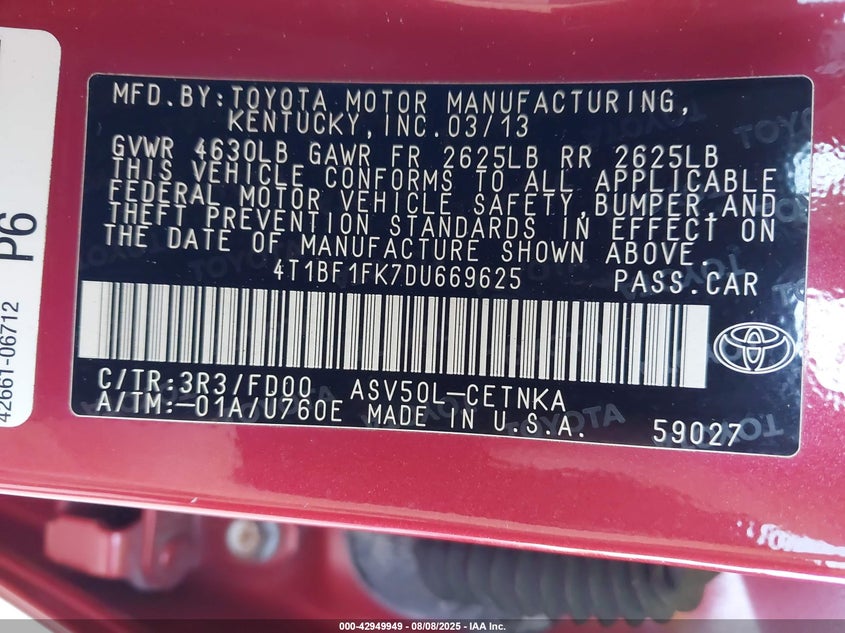 MFD.BY:TOYOTA MOTOR MANUFACTURING,
KENTUCKY, INC.03/13
GVWR 4630LB GAWR FR 2625LB RR 2625LB
THIS VEHICLE CONFORMS TO ALL APPLICABLE
FEDERAL MOTOR VEHICLE SAFETY, BUMPER, AND
THEFT PREVENTION STANDARDS IN EFFECT ON
THE DATE OF MANUFACTURE SHOWN ABOVE.
4T1BF1FK7DU669625 PASS.CAR
C/TR:3R3/FD00 ASV50L-CETNKA
A/TM:-01A/U760E MADE IN U.S.A. 59027
42661-06712 P6
000-42949949 - 08/08/2025 - IAA Inc.